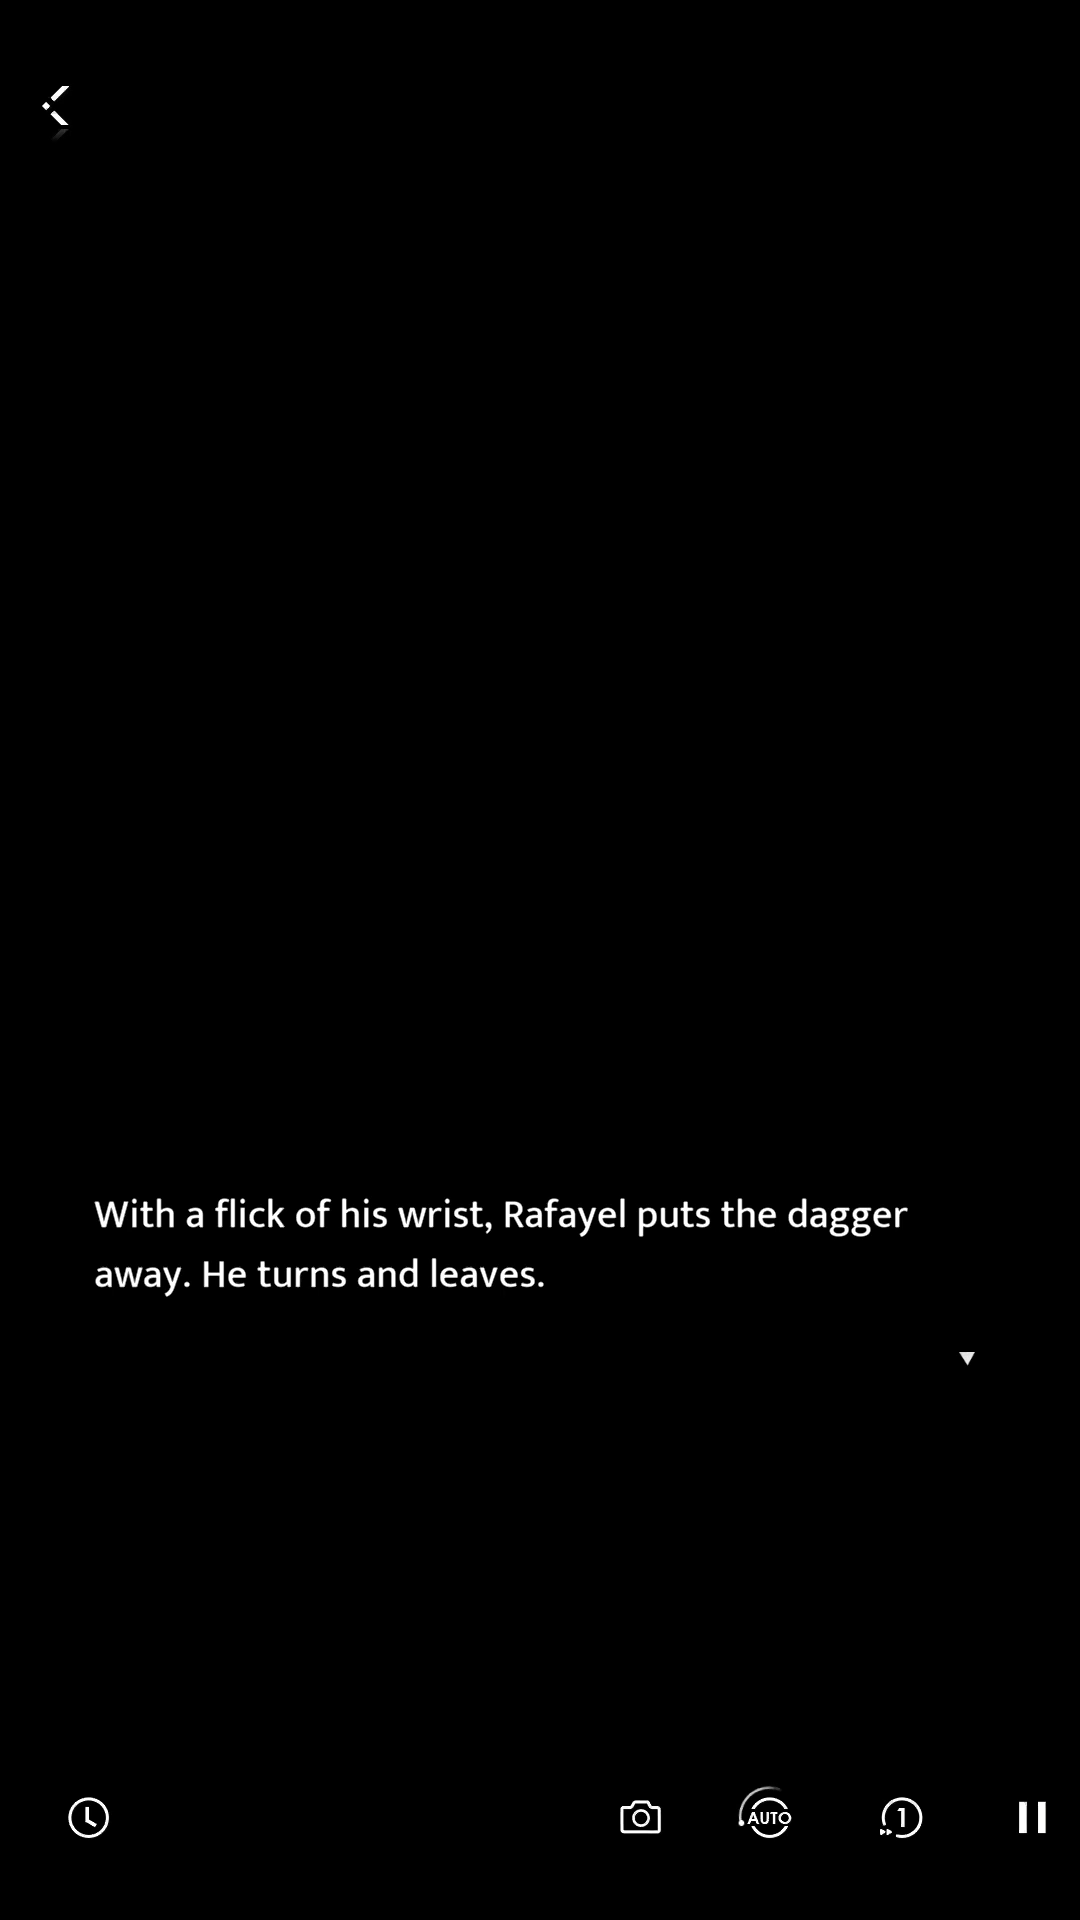 With a flick of his wrist, Rafayel puts the dagger
away. He turns and leaves.
AUTO
1